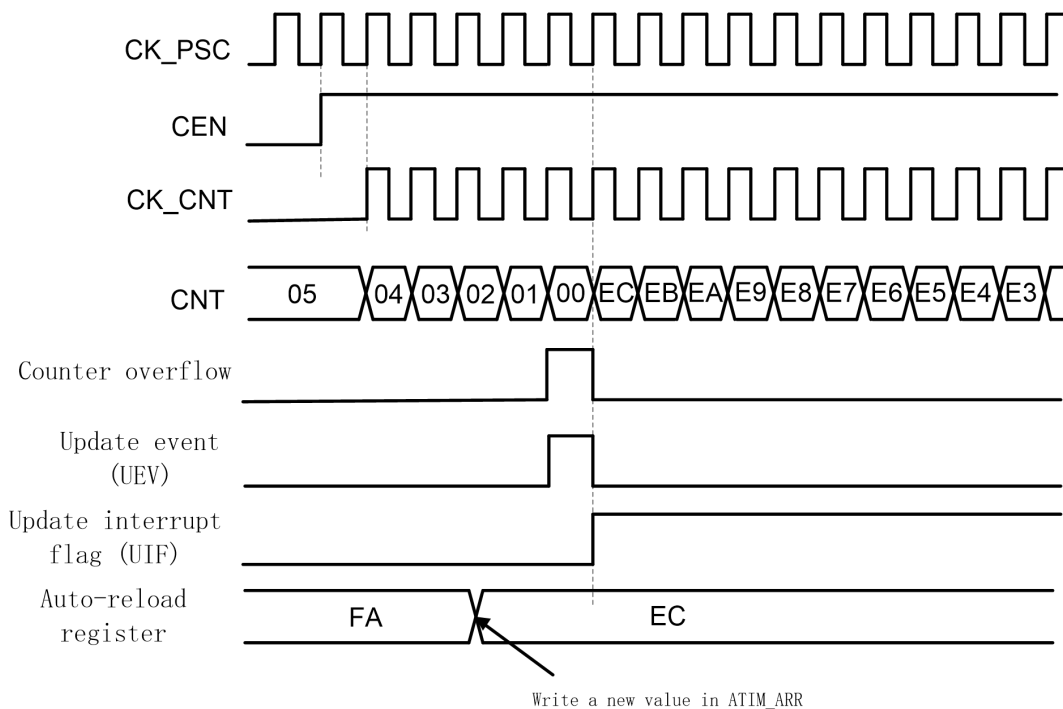 CK_PSC
CEN
CK_CNT
CNT 05 04 03 02 01 00 EC EB EA E9 E8 E7 E6 E5 E4 E3
Counter overflow
Update event
(UEV)
Update interrupt
flag (UIF)
Auto-reload
register
FA EC
Write a new value in ATIM_ARR